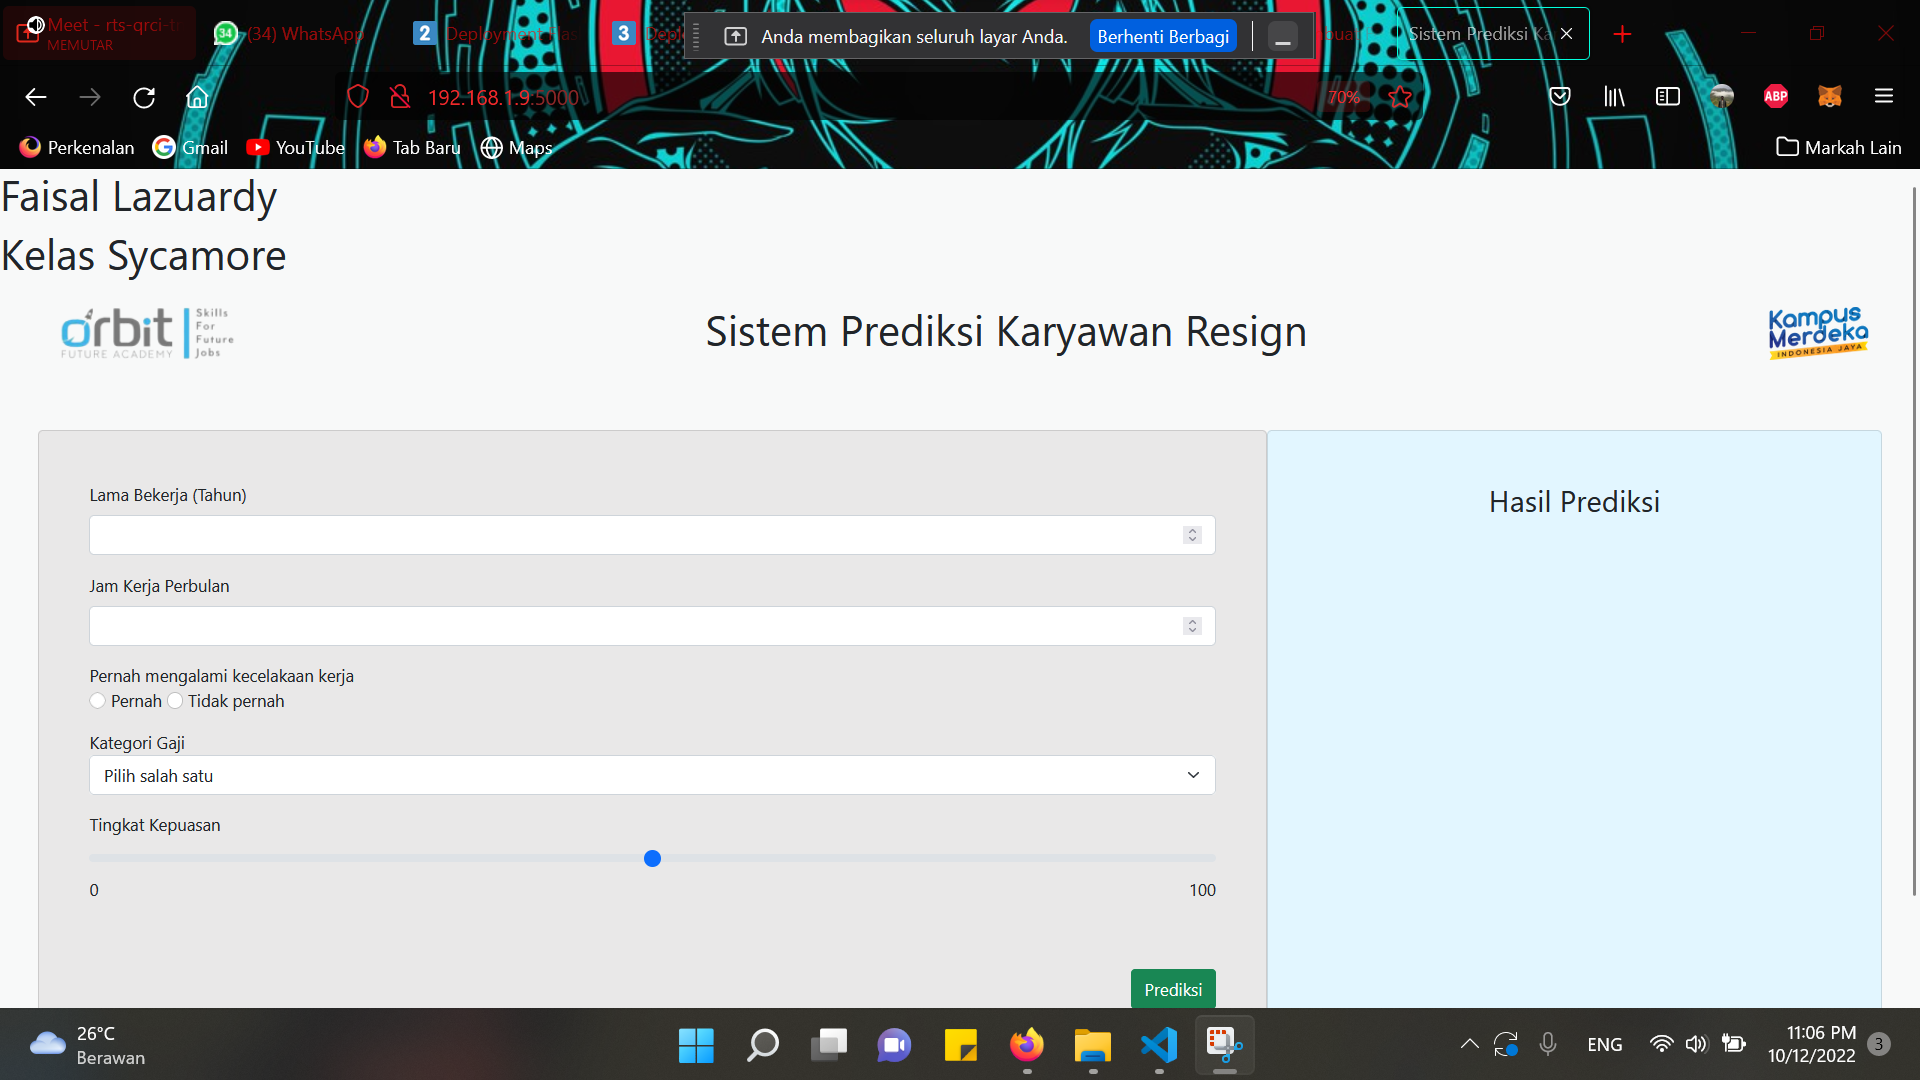 Meet - rts-qrci-t
MEMUTAR
34
(34) WhatsApp
2
3
Anda membagikan seluruh layar Anda.
Berhenti Berbagi
Sistem Prediksi Ka
192.168.1.9:5000
70%
ABP
Perkenalan
Gmail
YouTube
Tab Baru
Maps
Markah Lain
Faisal Lazuardy
Kelas Sycamore
orbit
FUTURE ACADEMY
Skills
For
Future
Jobs
Sistem Prediksi Karyawan Resign
Kampus
Merdeka
INDONESIA JAYA
Lama Bekerja (Tahun)
Jam Kerja Perbulan
Pernah mengalami kecelakaan kerja
Pernah
Tidak pernah
Kategori Gaji
Pilih salah satu
Tingkat Kepuasan
0
100
Prediksi
Hasil Prediksi
26°C
Berawan
ENG
11:06 PM
10/12/2022
3